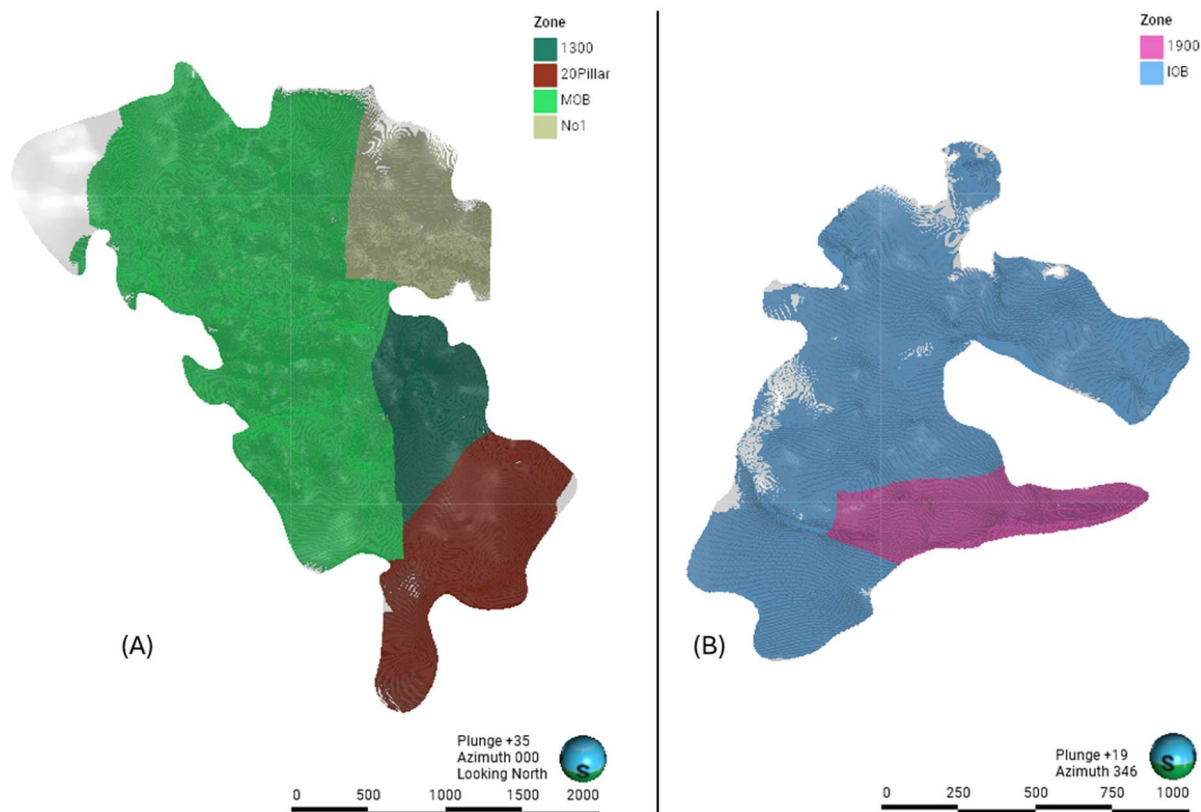 Zone
1300
20Pillar
MOB
No1
(A)
Plunge +35
Azimuth 000
Looking North
S
0 500 1000 1500 2000
Zone
1900
IOB
(B)
Plunge +19
Azimuth 346
S
0 250 500 750 1000